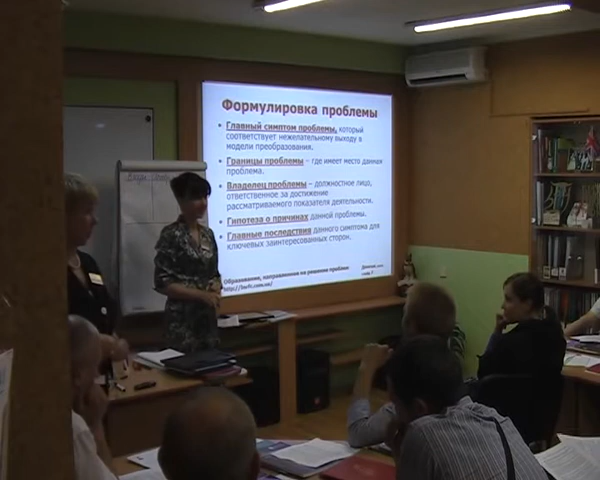 Формулировка проблемы
• Главный симптом проблемы, который
соответствует нежелательному выходу в
модели преобразования.
• Границы проблемы – где имеет место данная
проблема.
• Владелец проблемы – должностное лицо,
ответственное за достижение
рассматриваемого показателя деятельности.
• Гипотеза о причинах данной проблемы.
• Главные последствия данного симптома для
ключевых заинтересованных сторон.
Образование, направленное на решение проблем